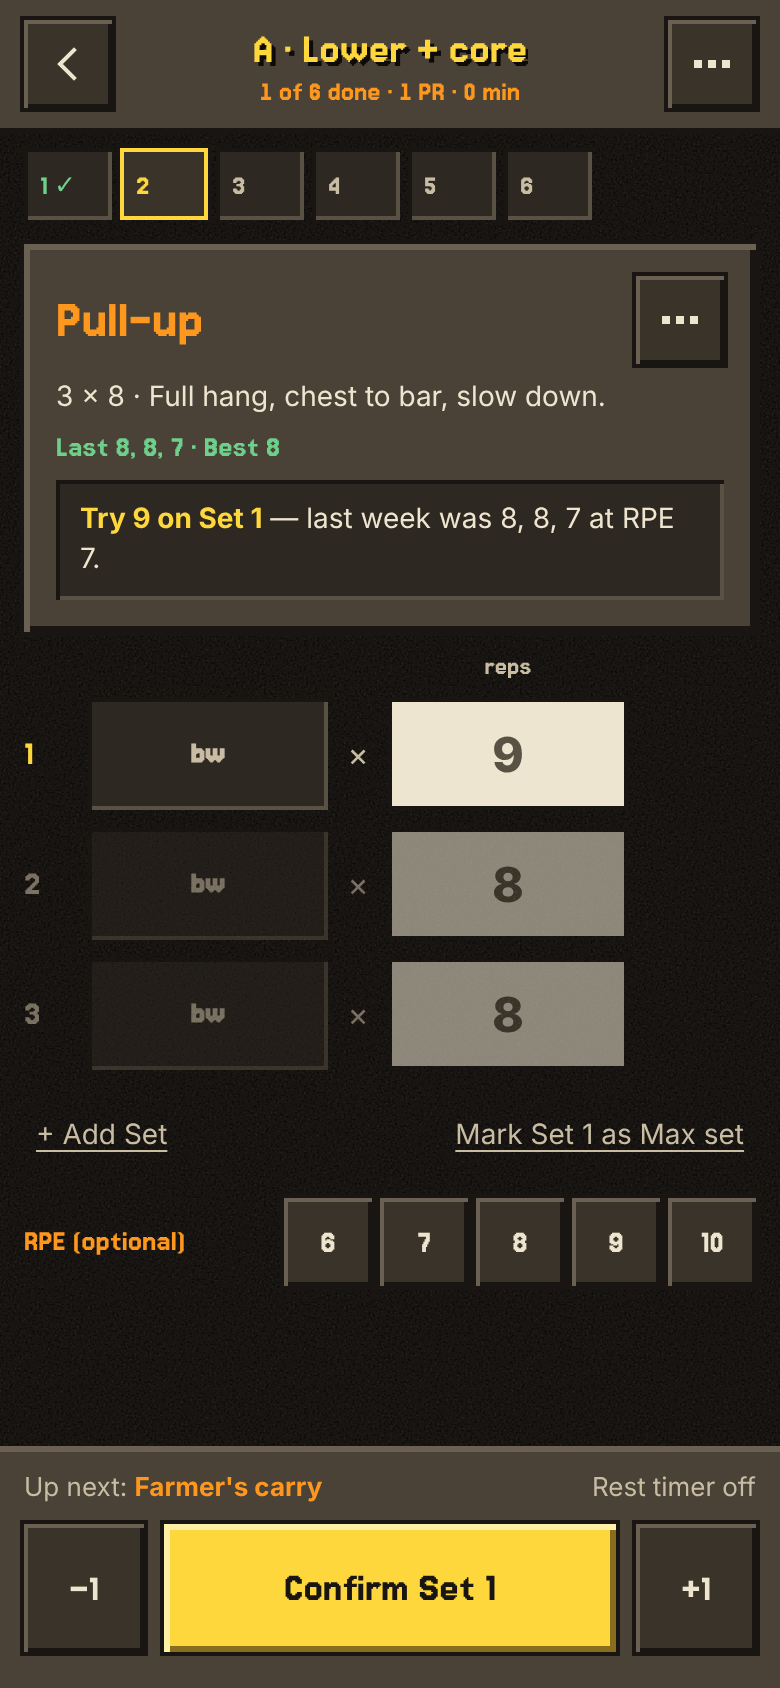 A · Lower + core
1 of 6 done · 1 PR · 0 min
1 ✓ 2 3 4 5 6
Pull-up
3 × 8 · Full hang, chest to bar, slow down.
Last 8, 8, 7 · Best 8
Try 9 on Set 1 — last week was 8, 8, 7 at RPE
7.
reps
1 bw × 9
2 bw × 8
3 bw × 8
+ Add Set Mark Set 1 as Max set
RPE (optional) 6 7 8 9 10
Up next: Farmer's carry Rest timer off
−1 Confirm Set 1 +1